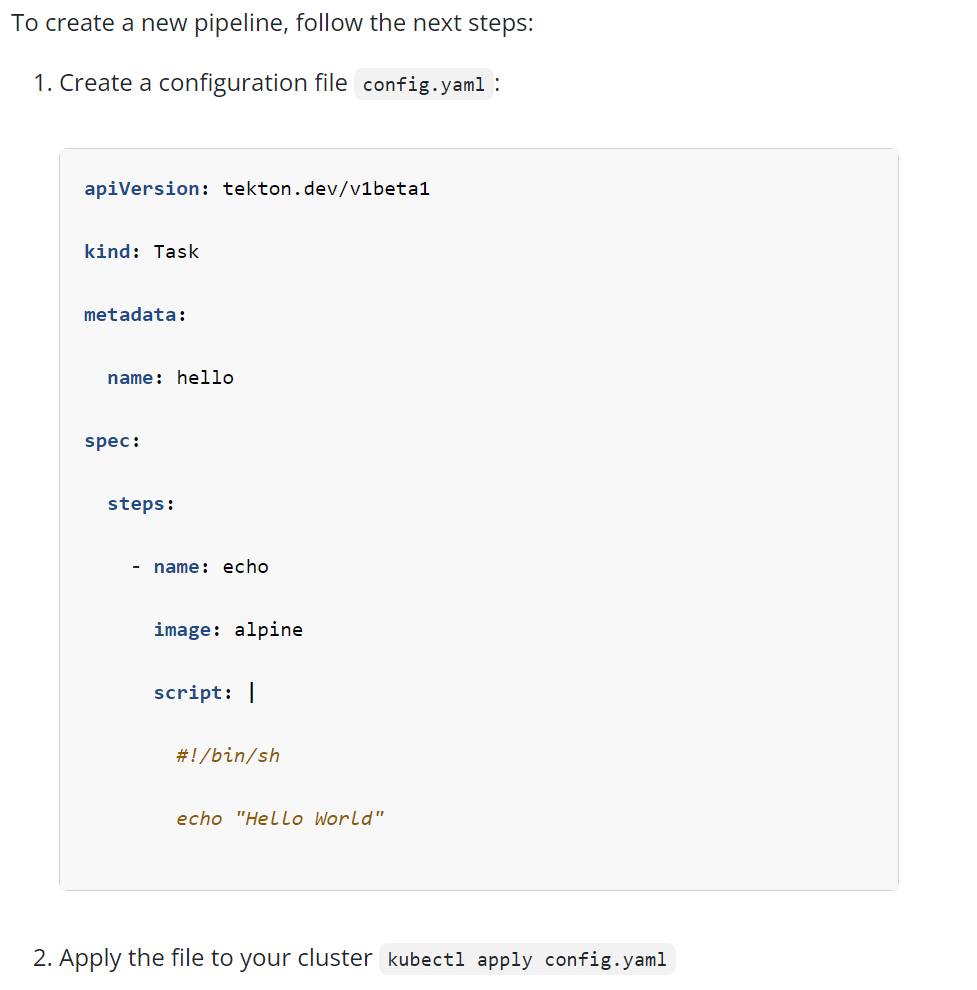 To create a new pipeline, follow the next steps:
1. Create a configuration file config.yaml:
apiVersion: tekton.dev/v1beta1
kind: Task
metadata:
  name: hello
spec:
  steps:
    - name: echo
      image: alpine
      script: |
        #!/bin/sh
        echo "Hello World"
2. Apply the file to your cluster kubectl apply config.yaml